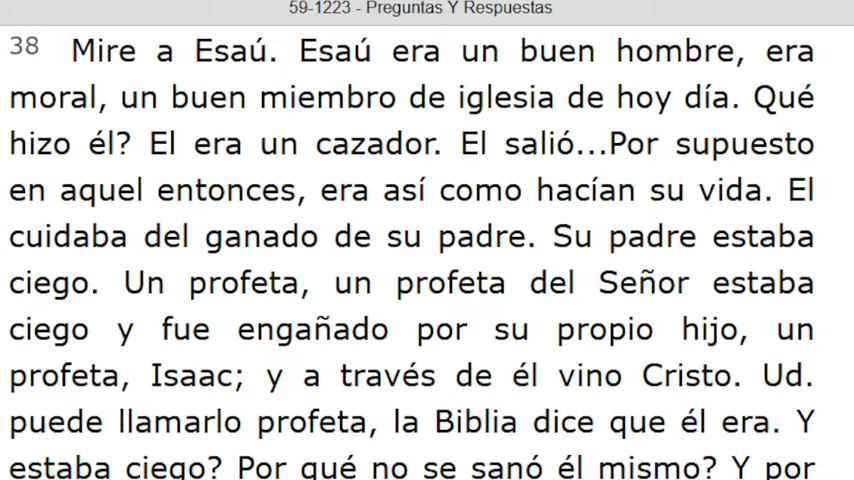 59-1223 - Preguntas Y Respuestas
38 Mire a Esaú. Esaú era un buen hombre, era
moral, un buen miembro de iglesia de hoy día. Qué
hizo él? El era un cazador. El salió...Por supuesto
en aquel entonces, era así como hacían su vida. El
cuidaba del ganado de su padre. Su padre estaba
ciego. Un profeta, un profeta del Señor estaba
ciego y fue engañado por su propio hijo, un
profeta, Isaac; y a través de él vino Cristo. Ud.
puede llamarlo profeta, la Biblia dice que él era. Y
estaba ciego? Por qué no se sanó él mismo? Y por